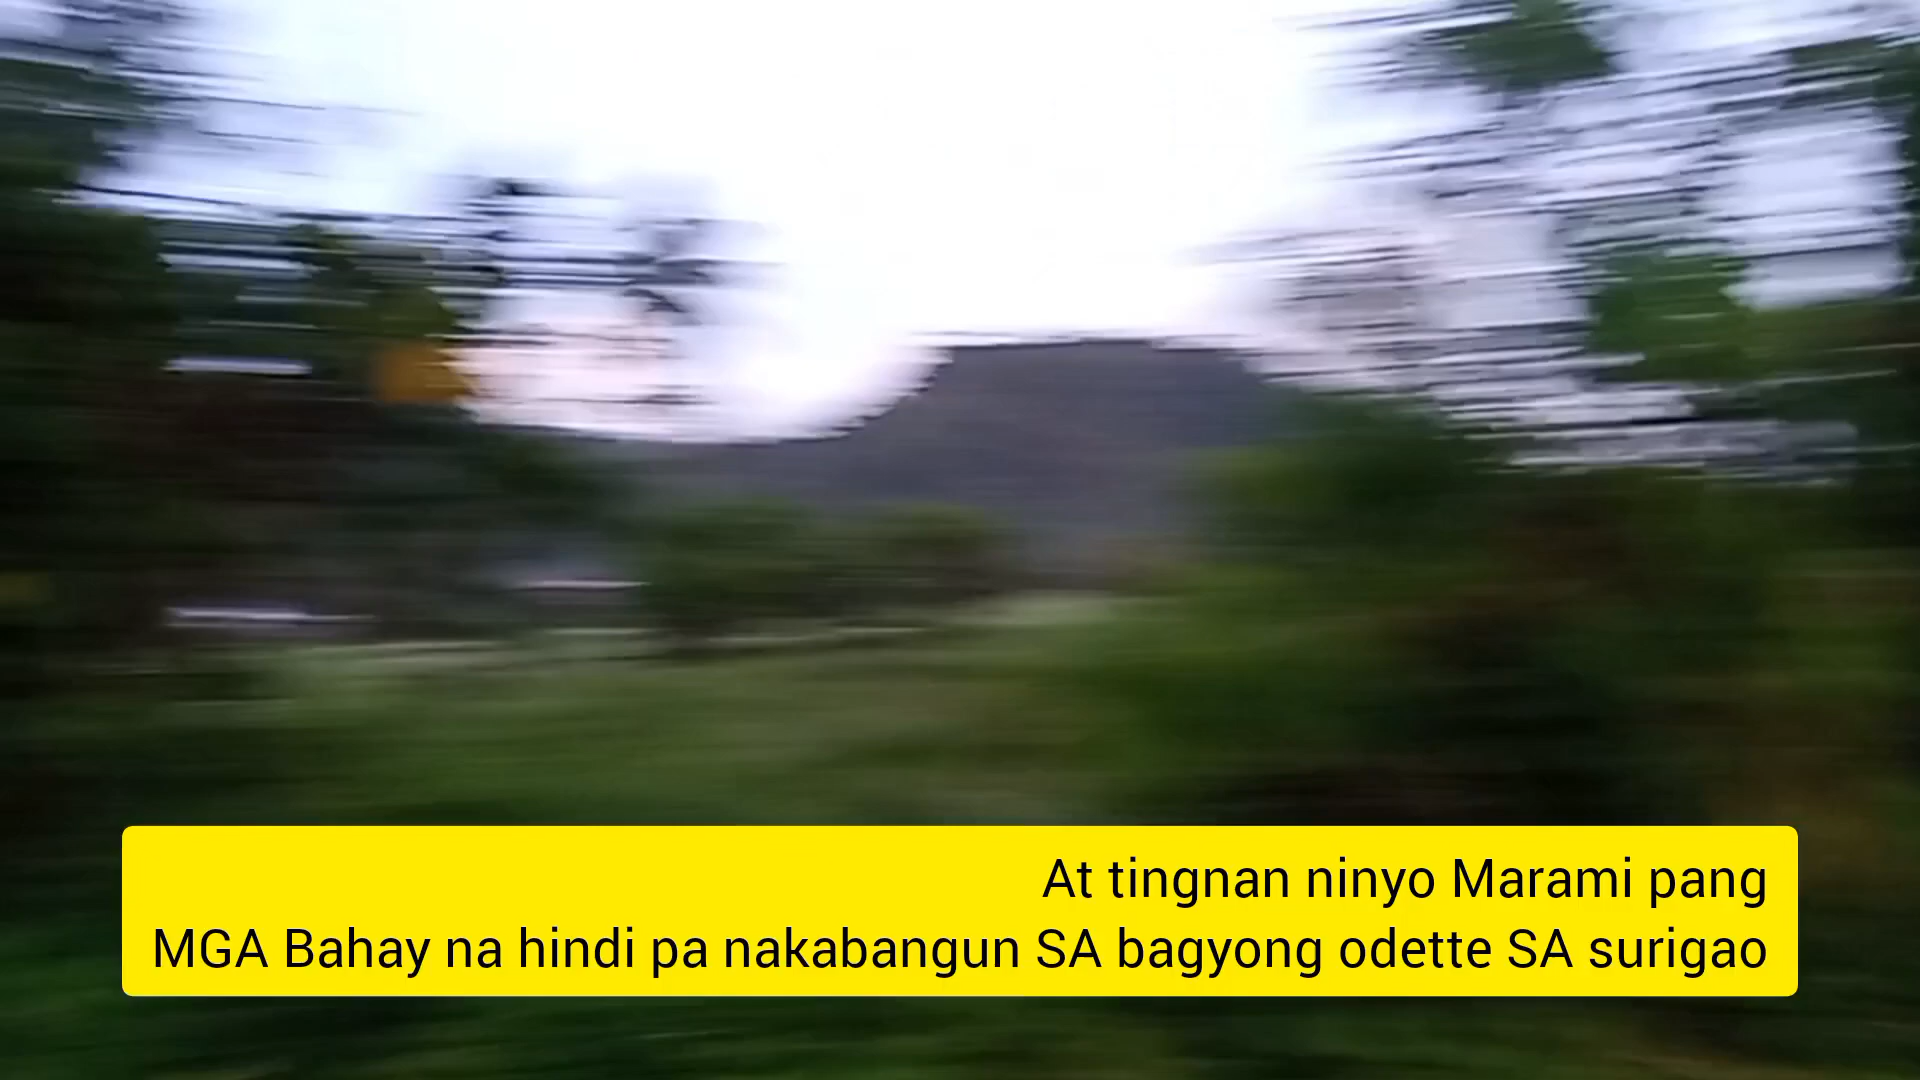 At tingnan ninyo Marami pang
MGA Bahay na hindi pa nakabangun SA bagyong odette SA surigao